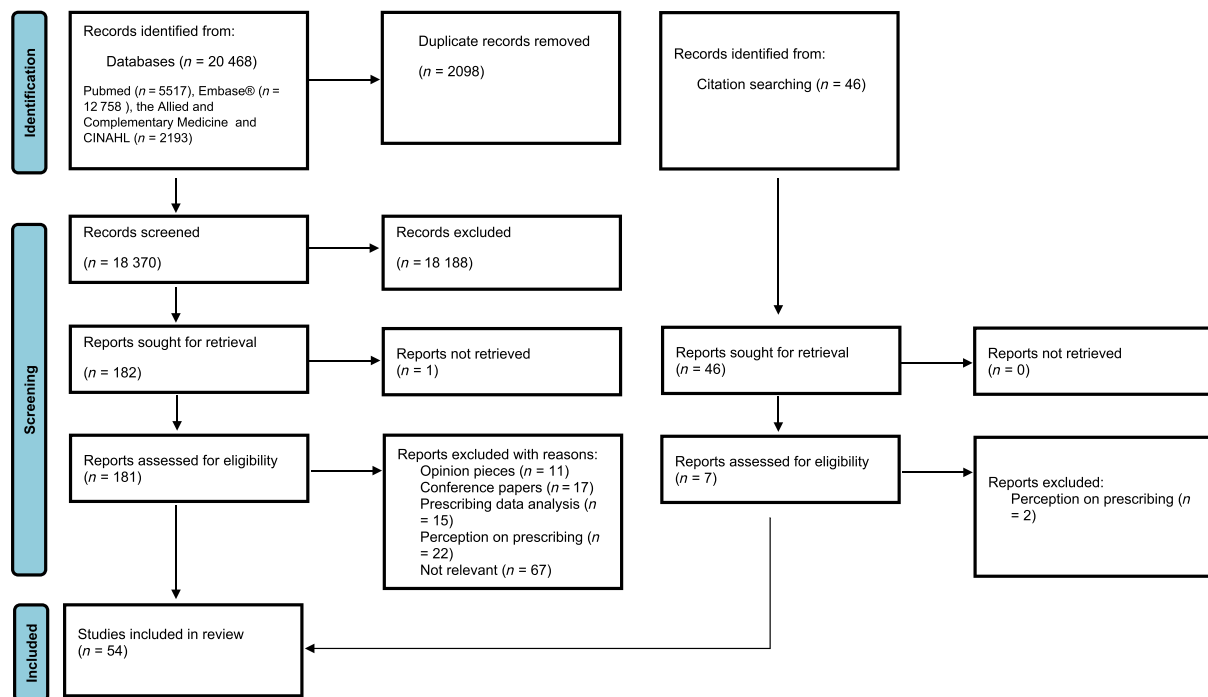 Identification
Records identified from:
Databases (n = 20 468)
Pubmed (n = 5517), Embase® (n =
12 758 ), the Allied and
Complementary Medicine and
CINAHL (n = 2193)
Duplicate records removed
(n = 2098)
Records identified from:
Citation searching (n = 46)
Screening
Records screened
(n = 18 370)
Records excluded
(n = 18 188)
Reports sought for retrieval
(n = 182)
Reports not retrieved
(n = 1)
Reports sought for retrieval
(n = 46)
Reports not retrieved
(n = 0)
Reports assessed for eligibility
(n = 181)
Reports excluded with reasons:
Opinion pieces (n = 11)
Conference papers (n = 17)
Prescribing data analysis (n
= 15)
Perception on prescribing (n
= 22)
Not relevant (n = 67)
Reports assessed for eligibility
(n = 7)
Reports excluded:
Perception on prescribing (n
= 2)
Included
Studies included in review
(n = 54)